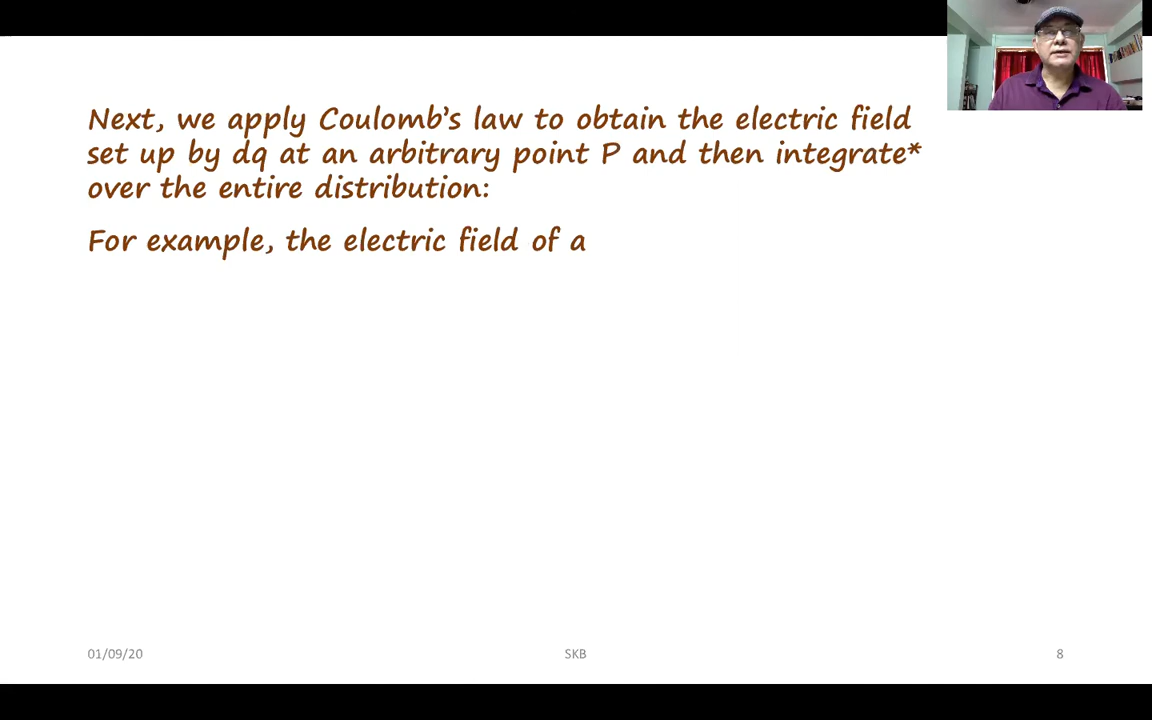 Next, we apply Coulomb’s law to obtain the electric field
set up by dq at an arbitrary point P and then integrate*
over the entire distribution:
For example, the electric field of a
01/09/20 SKB 8